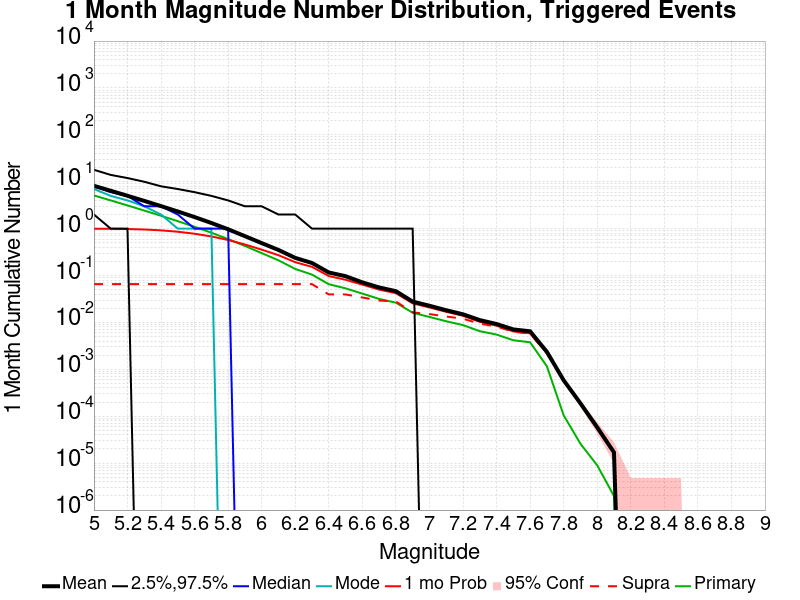 1 Month Magnitude Number Distribution, Triggered Events
10^4
10^3
10^2
10^1
10^0
10^-1
10^-2
10^-3
10^-4
10^-5
10^-6
1 Month Cumulative Number
5 5.2 5.4 5.6 5.8 6 6.2 6.4 6.6 6.8 7 7.2 7.4 7.6 7.8 8 8.2 8.4 8.6 8.8 9
Magnitude
Mean 2.5%,97.5% Median Mode 1 mo Prob 95% Conf Supra Primary